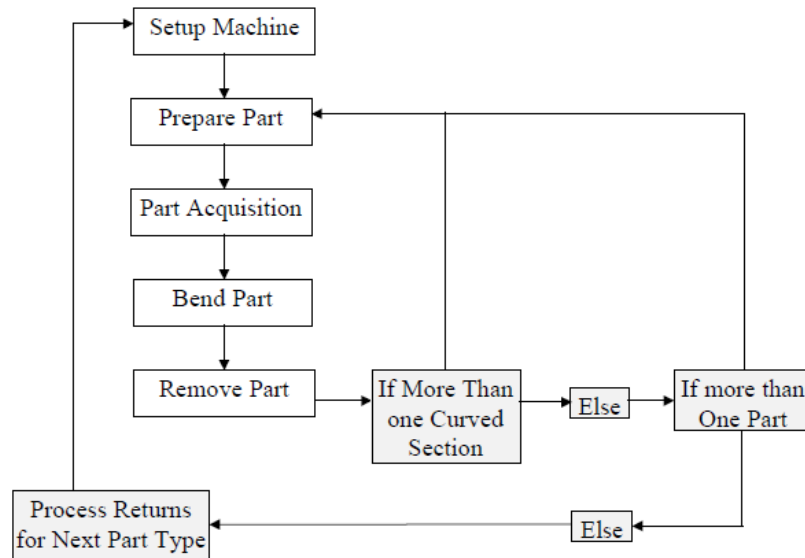 Setup Machine
Prepare Part
Part Acquisition
Bend Part
Remove Part
If More Than
one Curved
Section
Else
If more than
One Part
Else
Process Returns
for Next Part Type